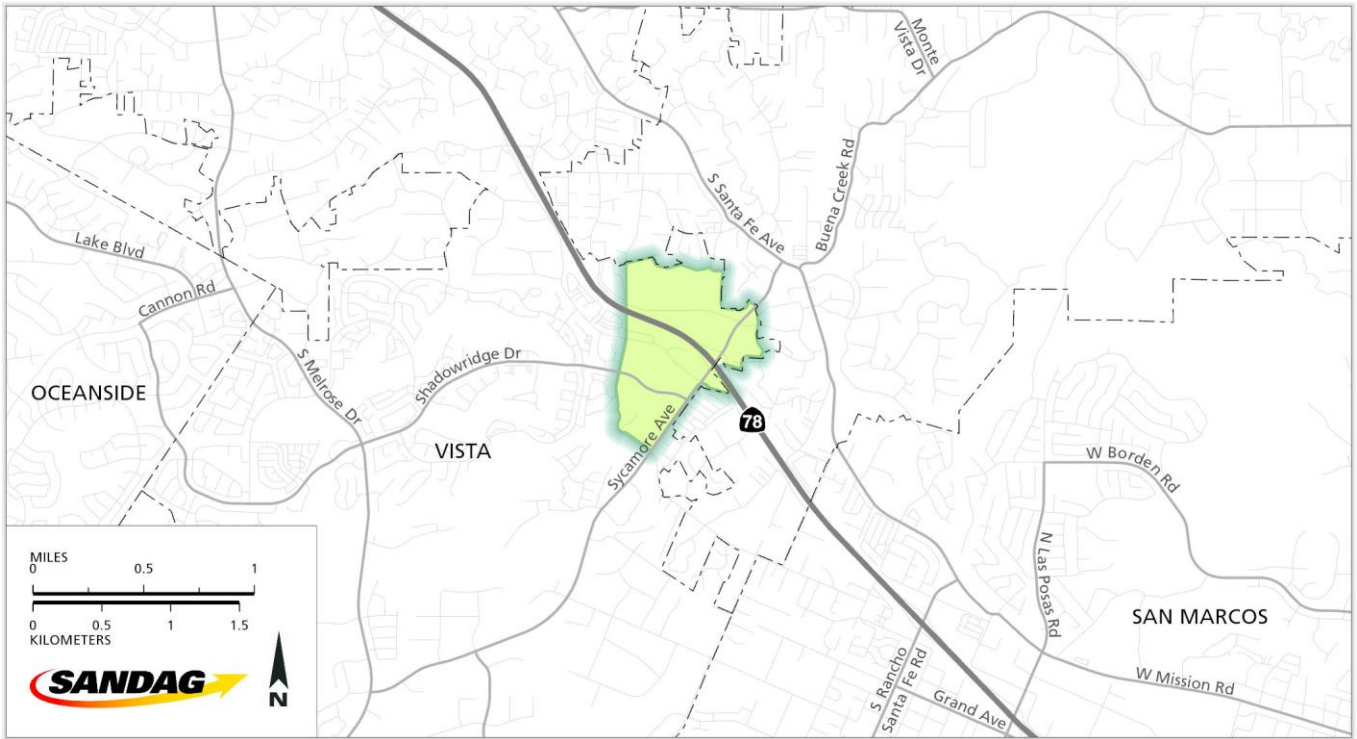 Monte
Vista Dr
S Santa Fe Ave
Buena Creek Rd
Lake Blvd
Cannon Rd
S Melrose Dr
Shadowridge Dr
OCEANSIDE
VISTA
78
Sycamore Ave
W Borden Rd
N Las Posas Rd
SAN MARCOS
W Mission Rd
S Rancho
Santa Fe Rd
Grand Ave
MILES
0 0.5 1
0 0.5 1 1.5
KILOMETERS
SANDAG
N